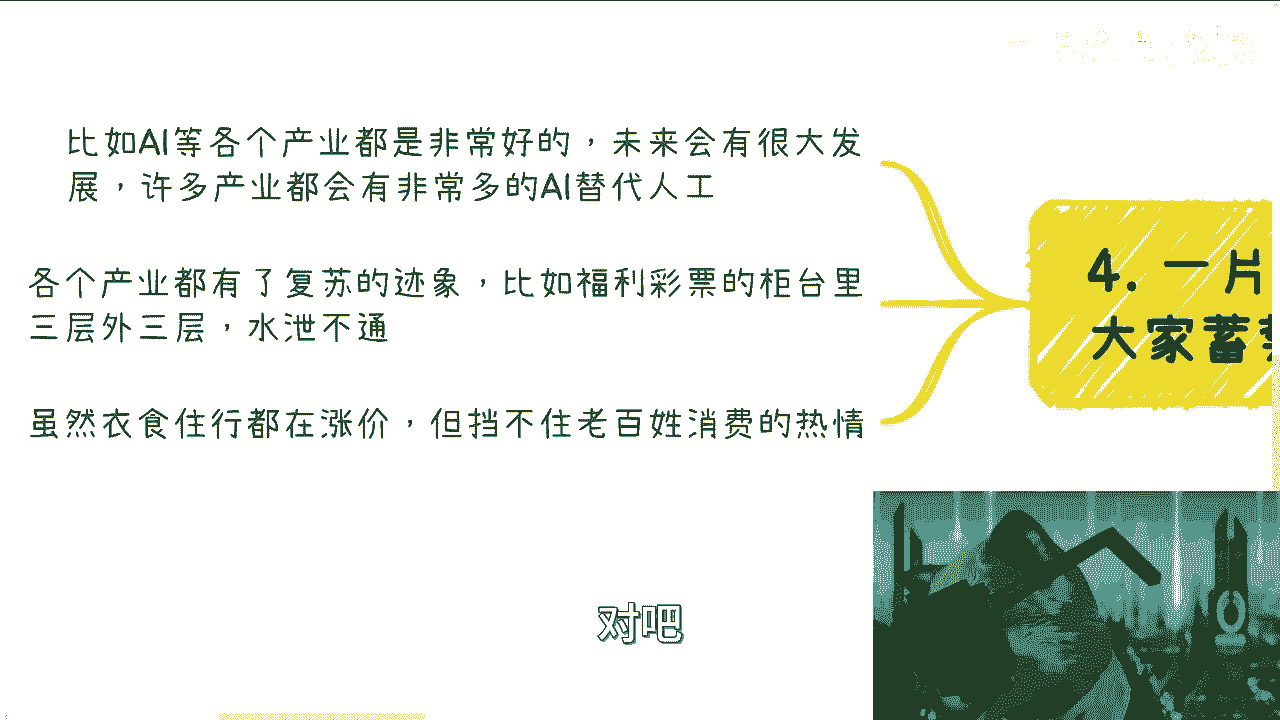 比如AI等各个产业都是非常好的，未来会有很大发
展，许多产业都会有非常多的AI替代人工
各个产业都有了复苏的迹象，比如福利彩票的柜台里
三层外三层，水泄不通
虽然衣食住行都在涨价，但挡不住老百姓消费的热情
4. 一片
大家蓄
对吧